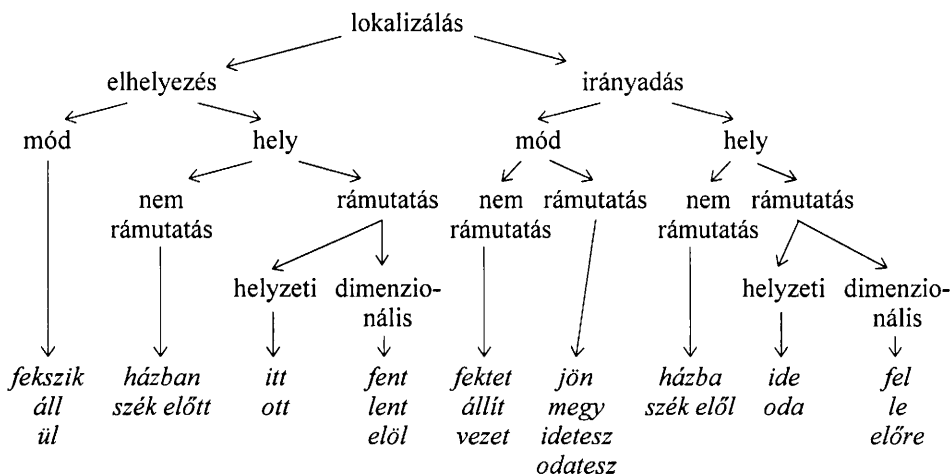 lokalizálás
elhelyezés irányadás
mód hely mód hely
nem rámutatás nem rámutatás nem rámutatás
rámutatás rámutatás rámutatás
helyzeti dimenzio- helyzeti dimenzio-
nális nális
fekszik házban itt fent fektet jön házba ide fel
áll szék előtt ott lent állít megy szék elől oda le
ül elöl vezet idetesz előre
odatesz